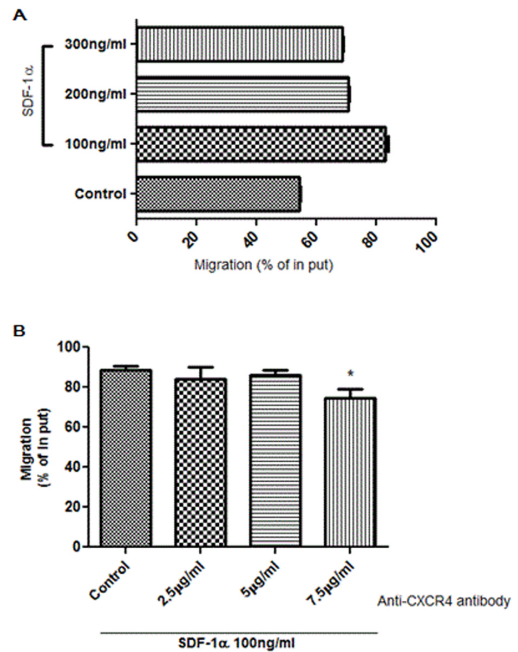 A
SDF-1α
300ng/ml
200ng/ml
100ng/ml
Control
0
20
40
60
80
100
Migration (% of in put)
B
Migration
(% of In put)
100
80
60
40
20
0
*
Control
2.5µg/ml
5µg/ml
7.5µg/ml
Anti-CXCR4 antibody
SDF-1α 100ng/ml